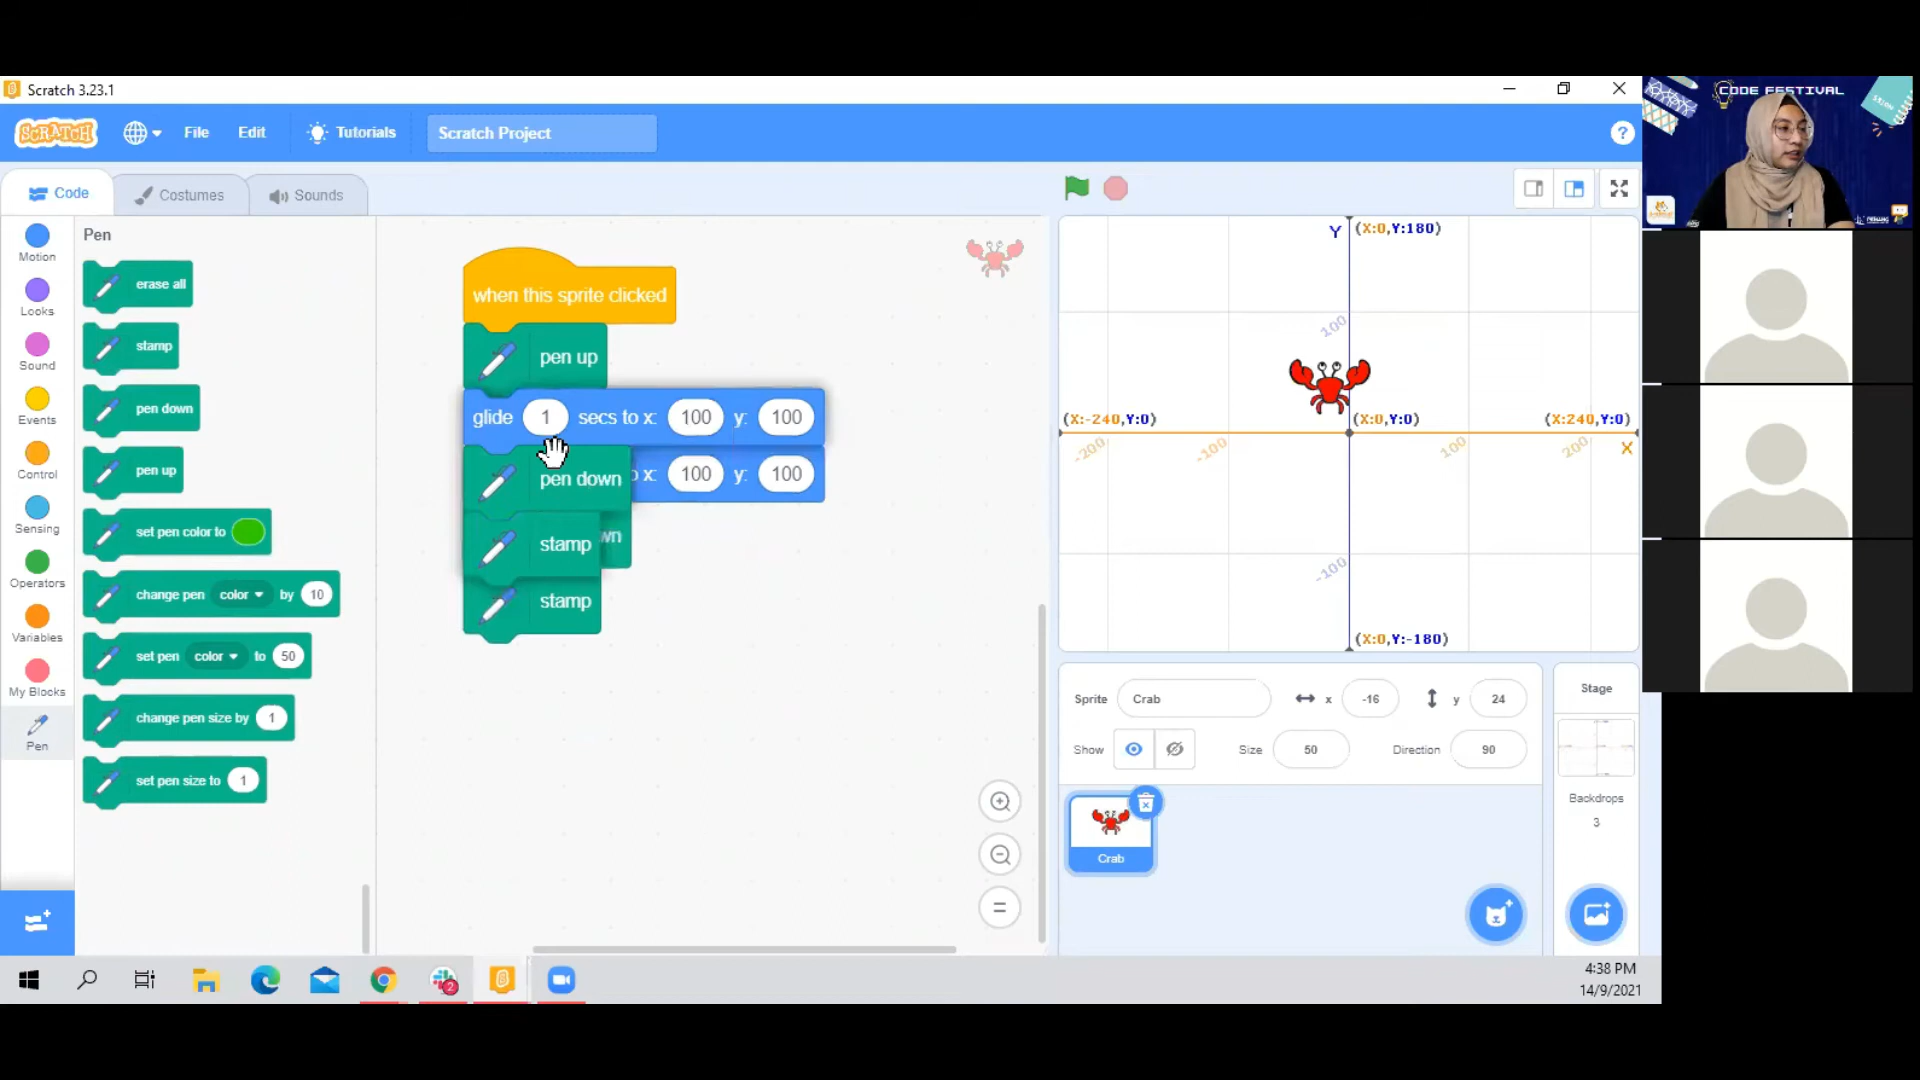 Scratch 3.23.1
SCRATCH
File
Edit
Tutorials
Scratch Project
?
CODE FESTIVAL
Code
Costumes
Sounds
Motion
Looks
Sound
Events
Control
Sensing
Operators
Variables
My Blocks
Pen
Pen
erase all
stamp
pen down
pen up
set pen color to
change pen color by 10
set pen color to 50
change pen size by 1
set pen size to 1
when this sprite clicked
pen up
glide 1 secs to x: 100 y: 100
pen down
x: 100 y: 100
stamp
wn
stamp
Y
(X:0,Y:180)
100
(X:-240,Y:0)
(X:0,Y:0)
(X:240,Y:0)
-200
-100
100
200
X
-100
(X:0,Y:-180)
Sprite
Crab
x
-16
y
24
Show
Size
50
Direction
90
Crab
Stage
Backdrops
3
2
4:38 PM
14/9/2021